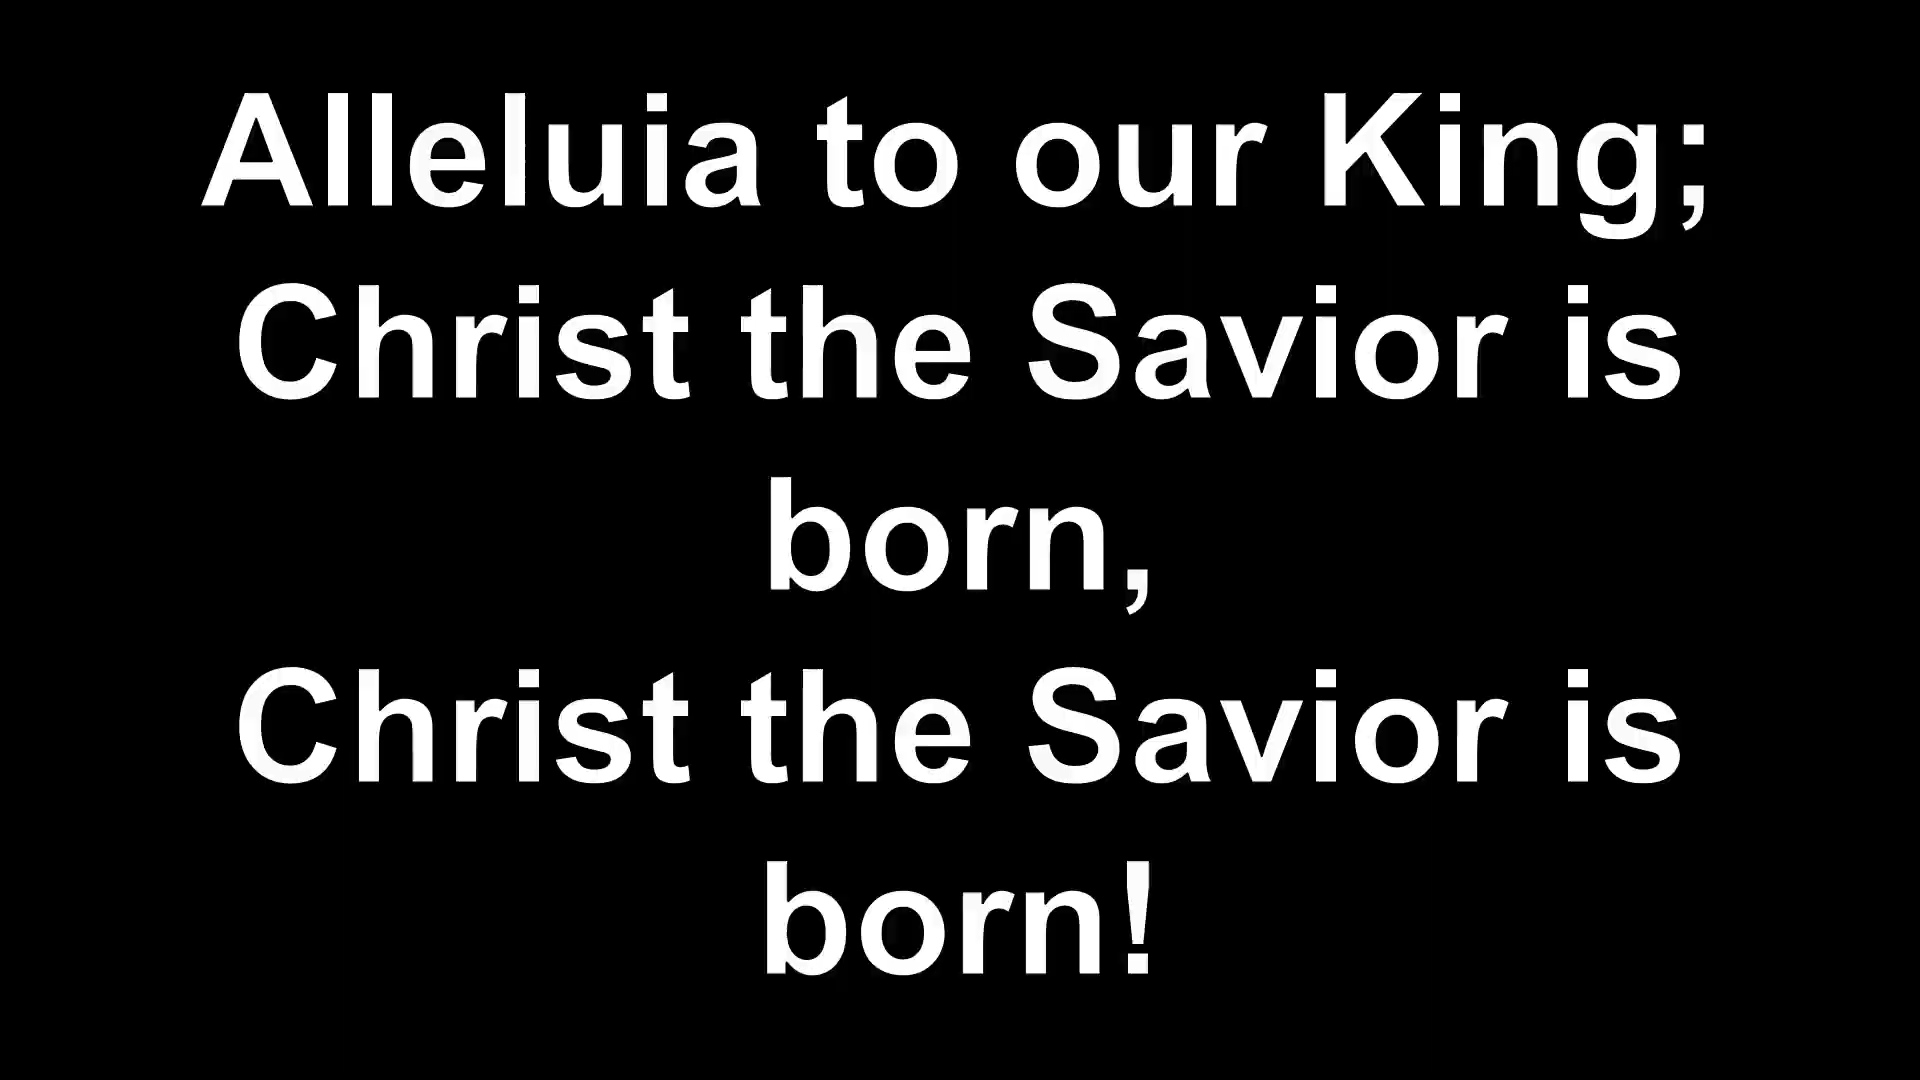 Alleluia to our King;
Christ the Savior is
born,
Christ the Savior is
born!